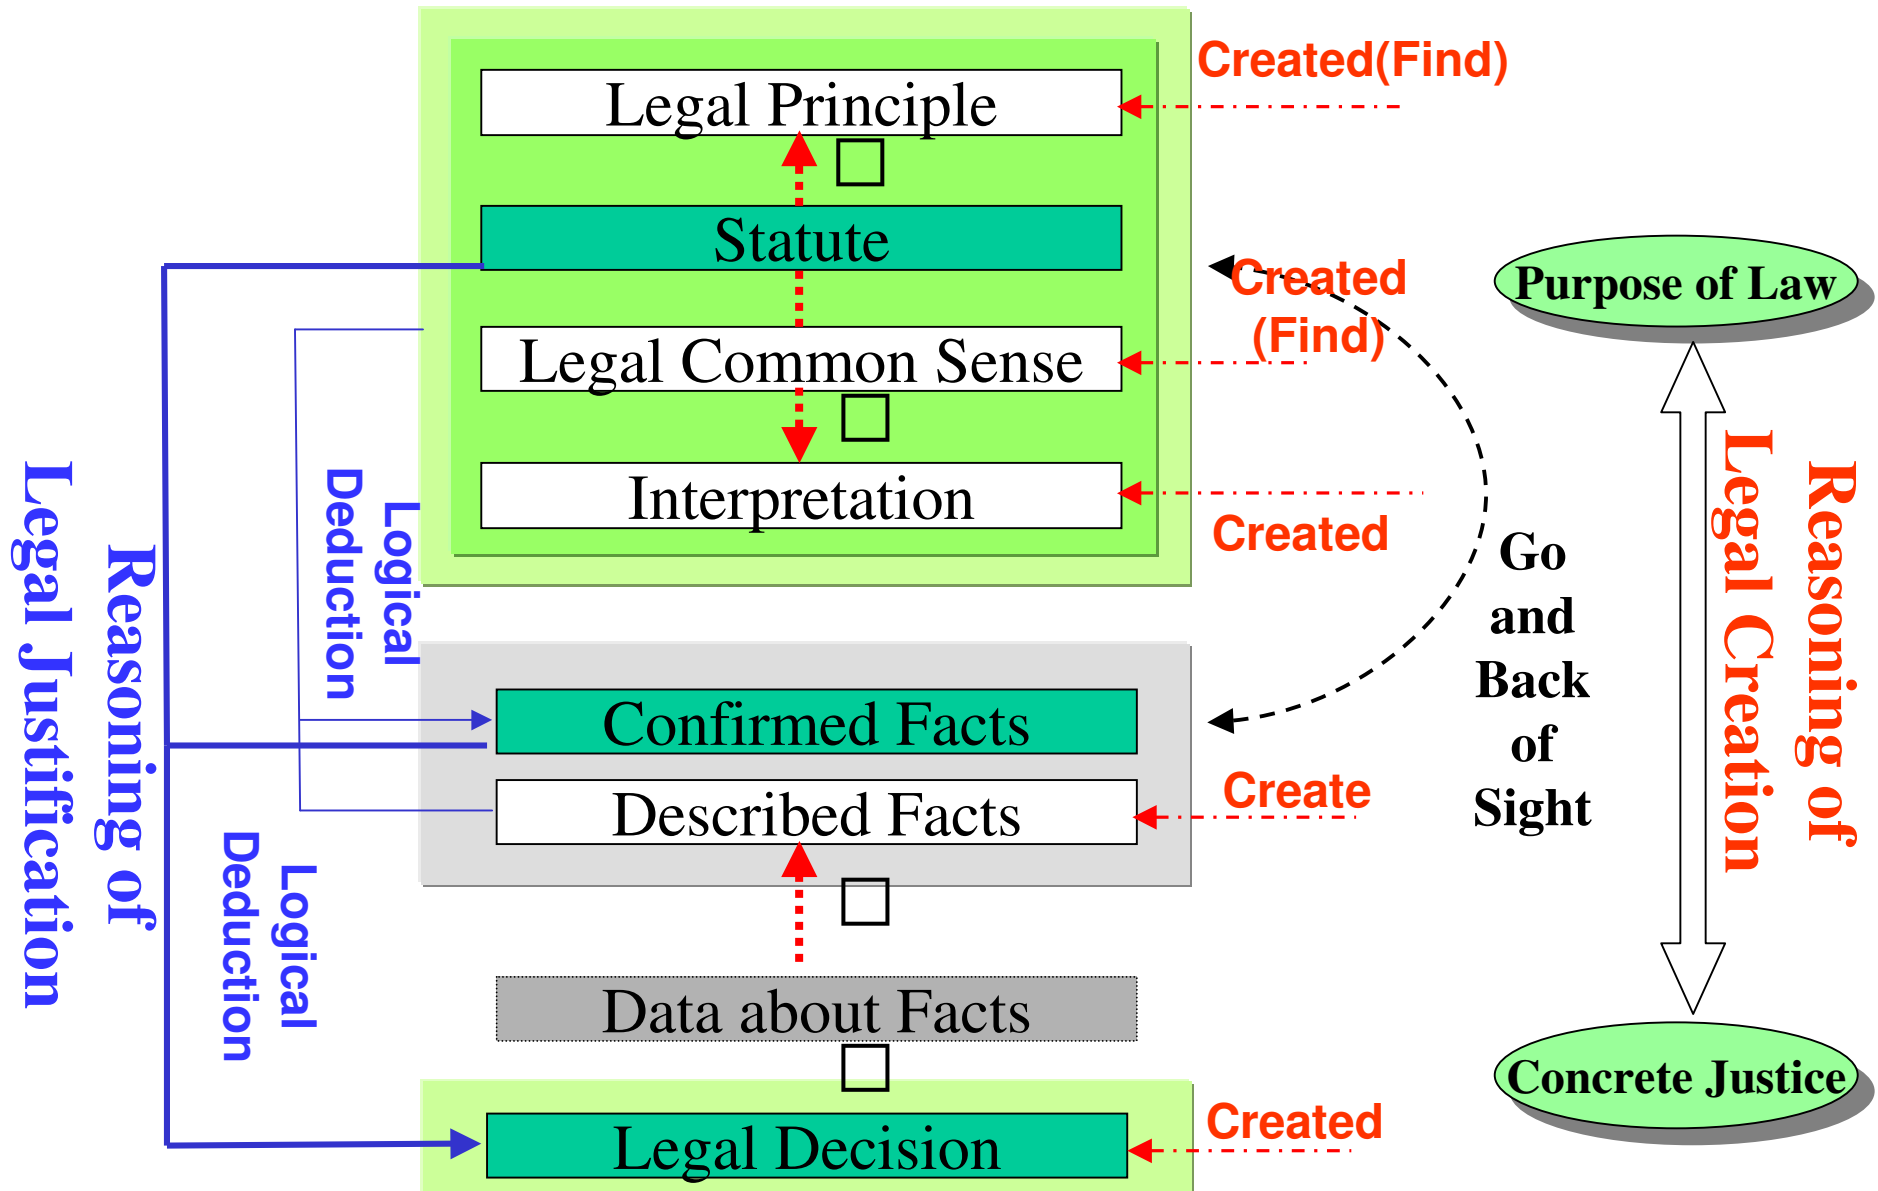 Created(Find)
Legal Principle
Statute
Created
(Find)
Purpose of Law
Legal Common Sense
Interpretation
Created
Logical
Deduction
Reasoning of
Legal Justification
Go
and
Back
of
Sight
Reasoning of
Legal Creation
Confirmed Facts
Described Facts
Create
Logical
Deduction
Data about Facts
Concrete Justice
Legal Decision
Created